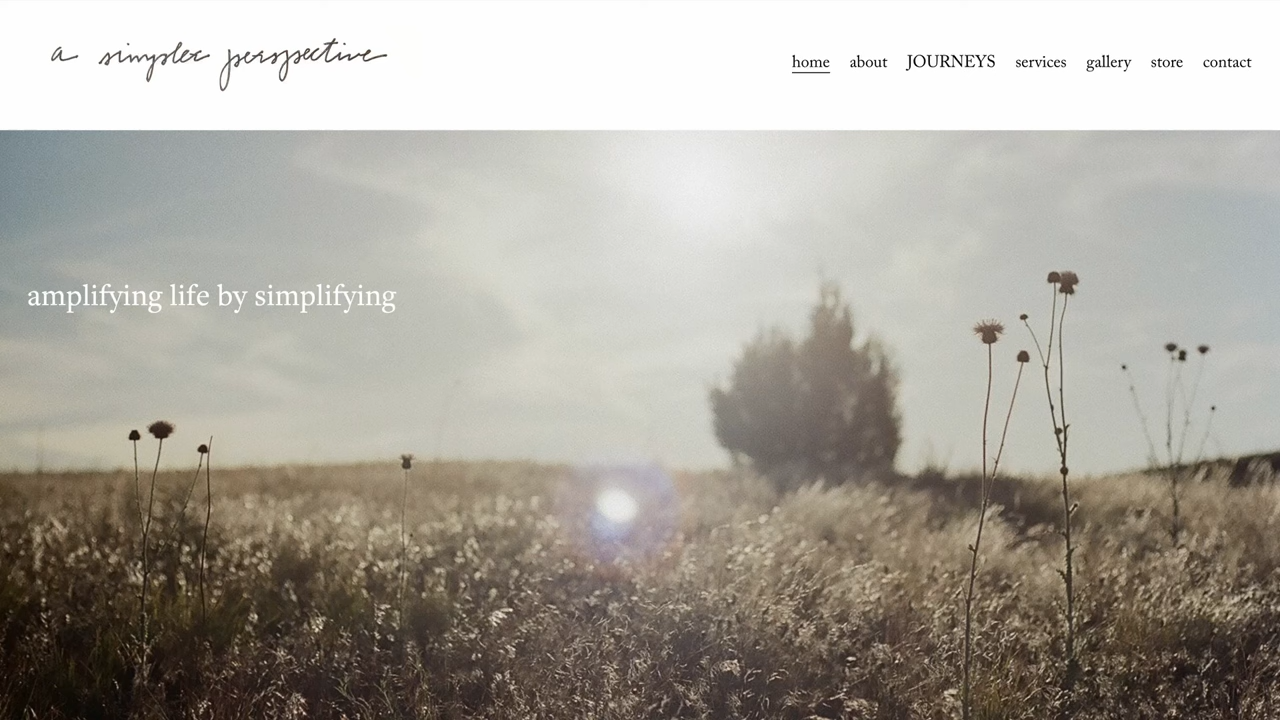 a simpler perspective
home about JOURNEYS services gallery store contact
amplifying life by simplifying